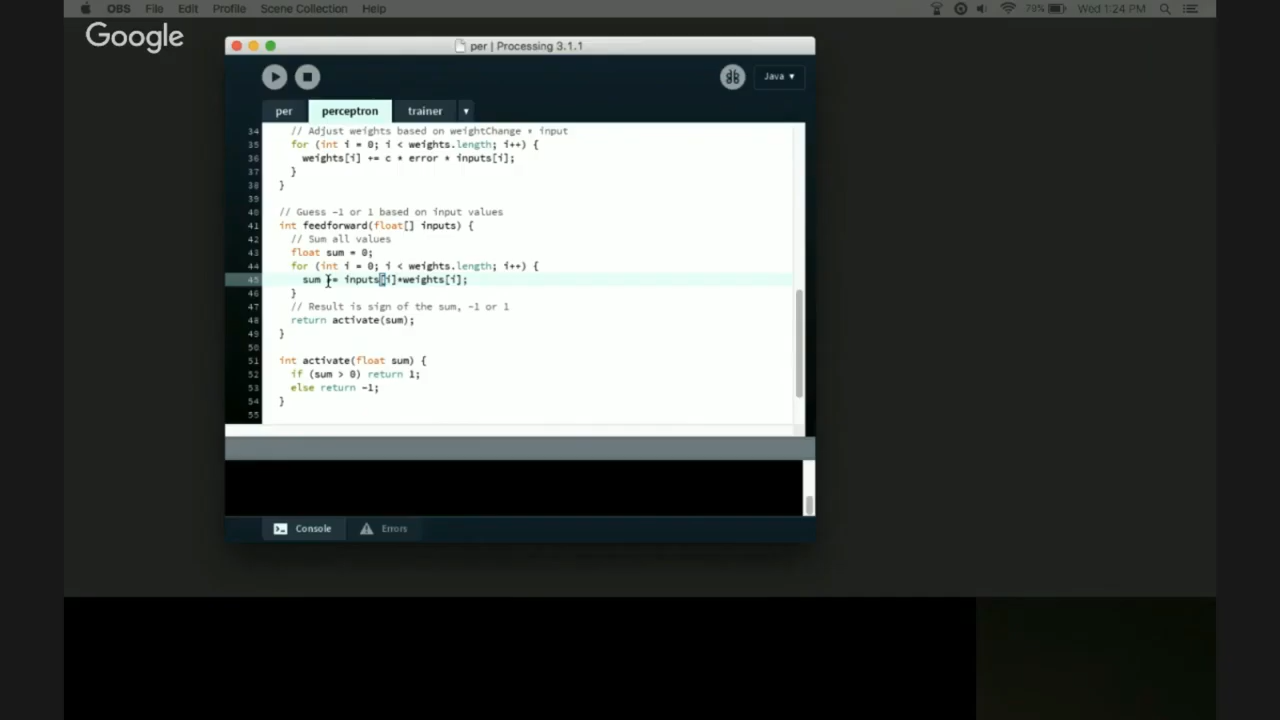 OBS File Edit Profile Scene Collection Help 79% Wed 1:24 PM
Google
per | Processing 3.1.1
Java ▾
per perceptron trainer ▾
34 // Adjust weights based on weightChange * input
35 for (int i = 0; i < weights.length; i++) {
36 weights[i] += c * error * inputs[i];
37 }
38 }
39
40 // Guess -1 or 1 based on input values
41 int feedforward(float[] inputs) {
42 // Sum all values
43 float sum = 0;
44 for (int i = 0; i < weights.length; i++) {
45 sum += inputs[i]*weights[i];
46 }
47 // Result is sign of the sum, -1 or 1
48 return activate(sum);
49 }
50
51 int activate(float sum) {
52 if (sum > 0) return 1;
53 else return -1;
54 }
55
Console Errors